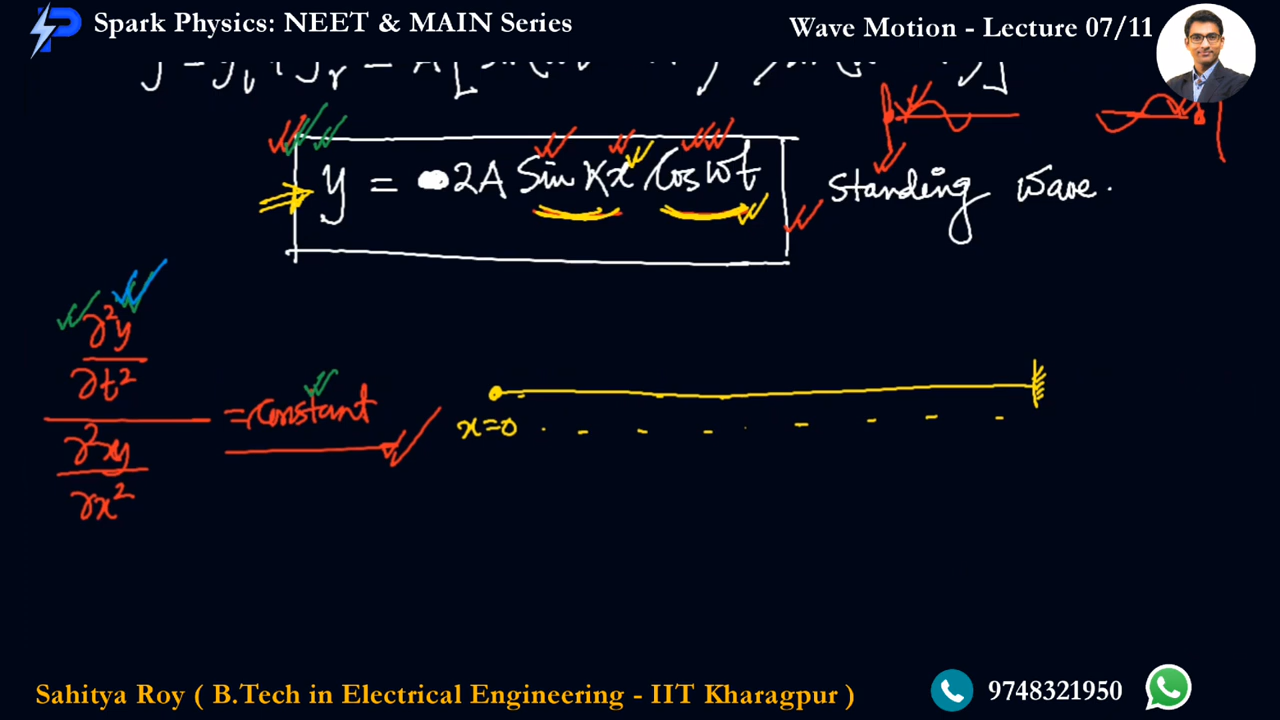 Spark Physics: NEET & MAIN Series
Wave Motion - Lecture 07/11
y = 2A Sin Kx Cos ωt
Standing wave.
∂²y
∂t²
= Constant
∂²y
∂x²
x=0
Sahitya Roy ( B.Tech in Electrical Engineering - IIT Kharagpur )
9748321950